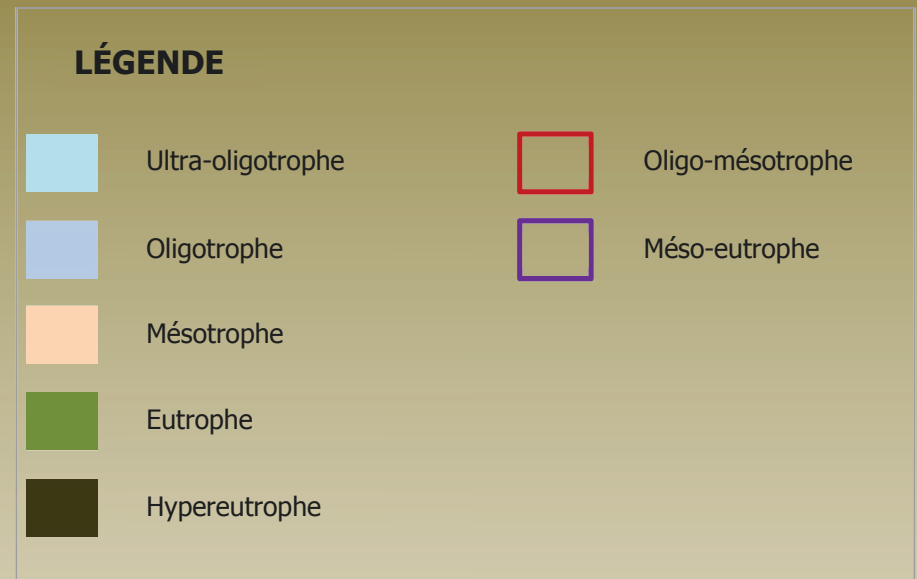 LÉGENDE
Ultra-oligotrophe
Oligotrophe
Mésotrophe
Eutrophe
Hypereutrophe
Oligo-mésotrophe
Méso-eutrophe